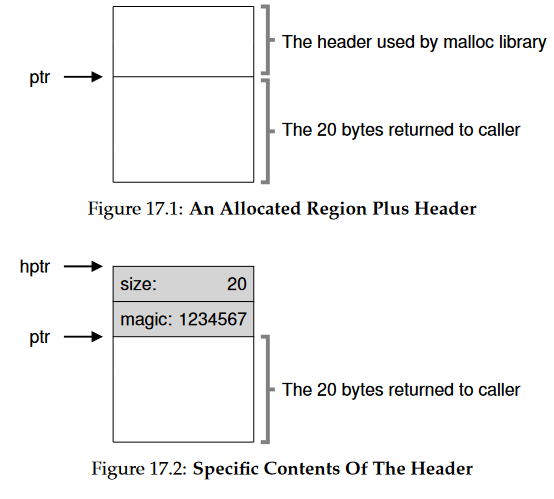 The header used by malloc library
ptr
The 20 bytes returned to caller
Figure 17.1: An Allocated Region Plus Header
hptr
size: 20
magic: 1234567
ptr
The 20 bytes returned to caller
Figure 17.2: Specific Contents Of The Header